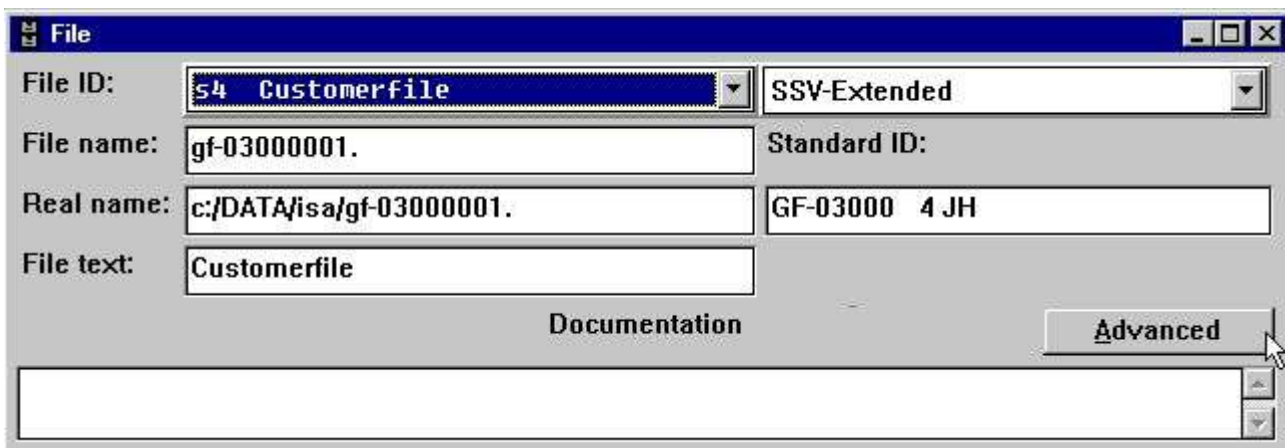 File
File ID: s4 Customerfile SSV-Extended
File name: gf-03000001. Standard ID:
Real name: c:/DATA/isa/gf-03000001. GF-03000 4 JH
File text: Customerfile
Documentation Advanced